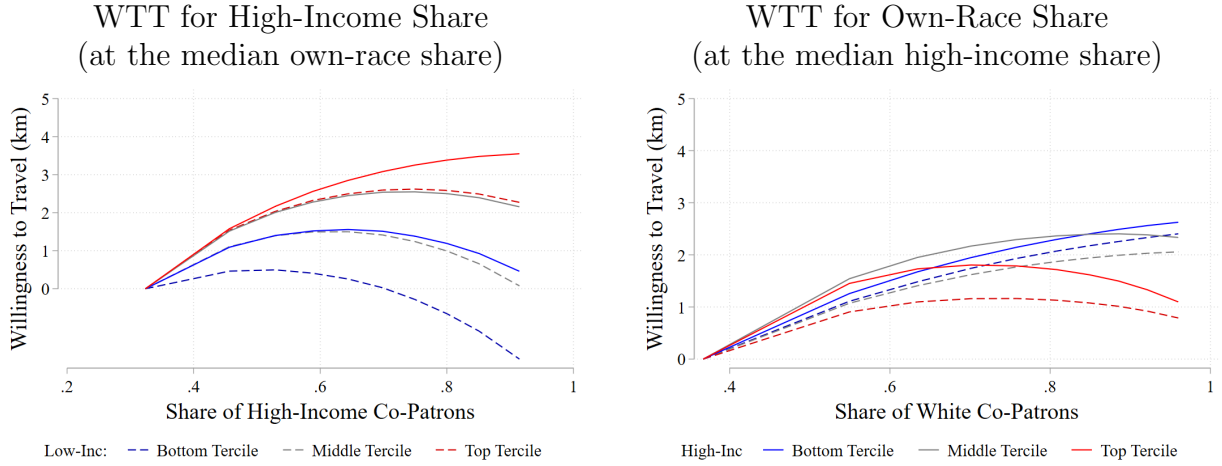 WTT for High-Income Share
(at the median own-race share)
Willingness to Travel (km)
5
4
3
2
1
0
.2
.4
.6
.8
1
Share of High-Income Co-Patrons
WTT for Own-Race Share
(at the median high-income share)
Willingness to Travel (km)
5
4
3
2
1
0
.4
.6
.8
1
Share of White Co-Patrons
Low-Inc: Bottom Tercile Middle Tercile Top Tercile
High-Inc Bottom Tercile Middle Tercile Top Tercile